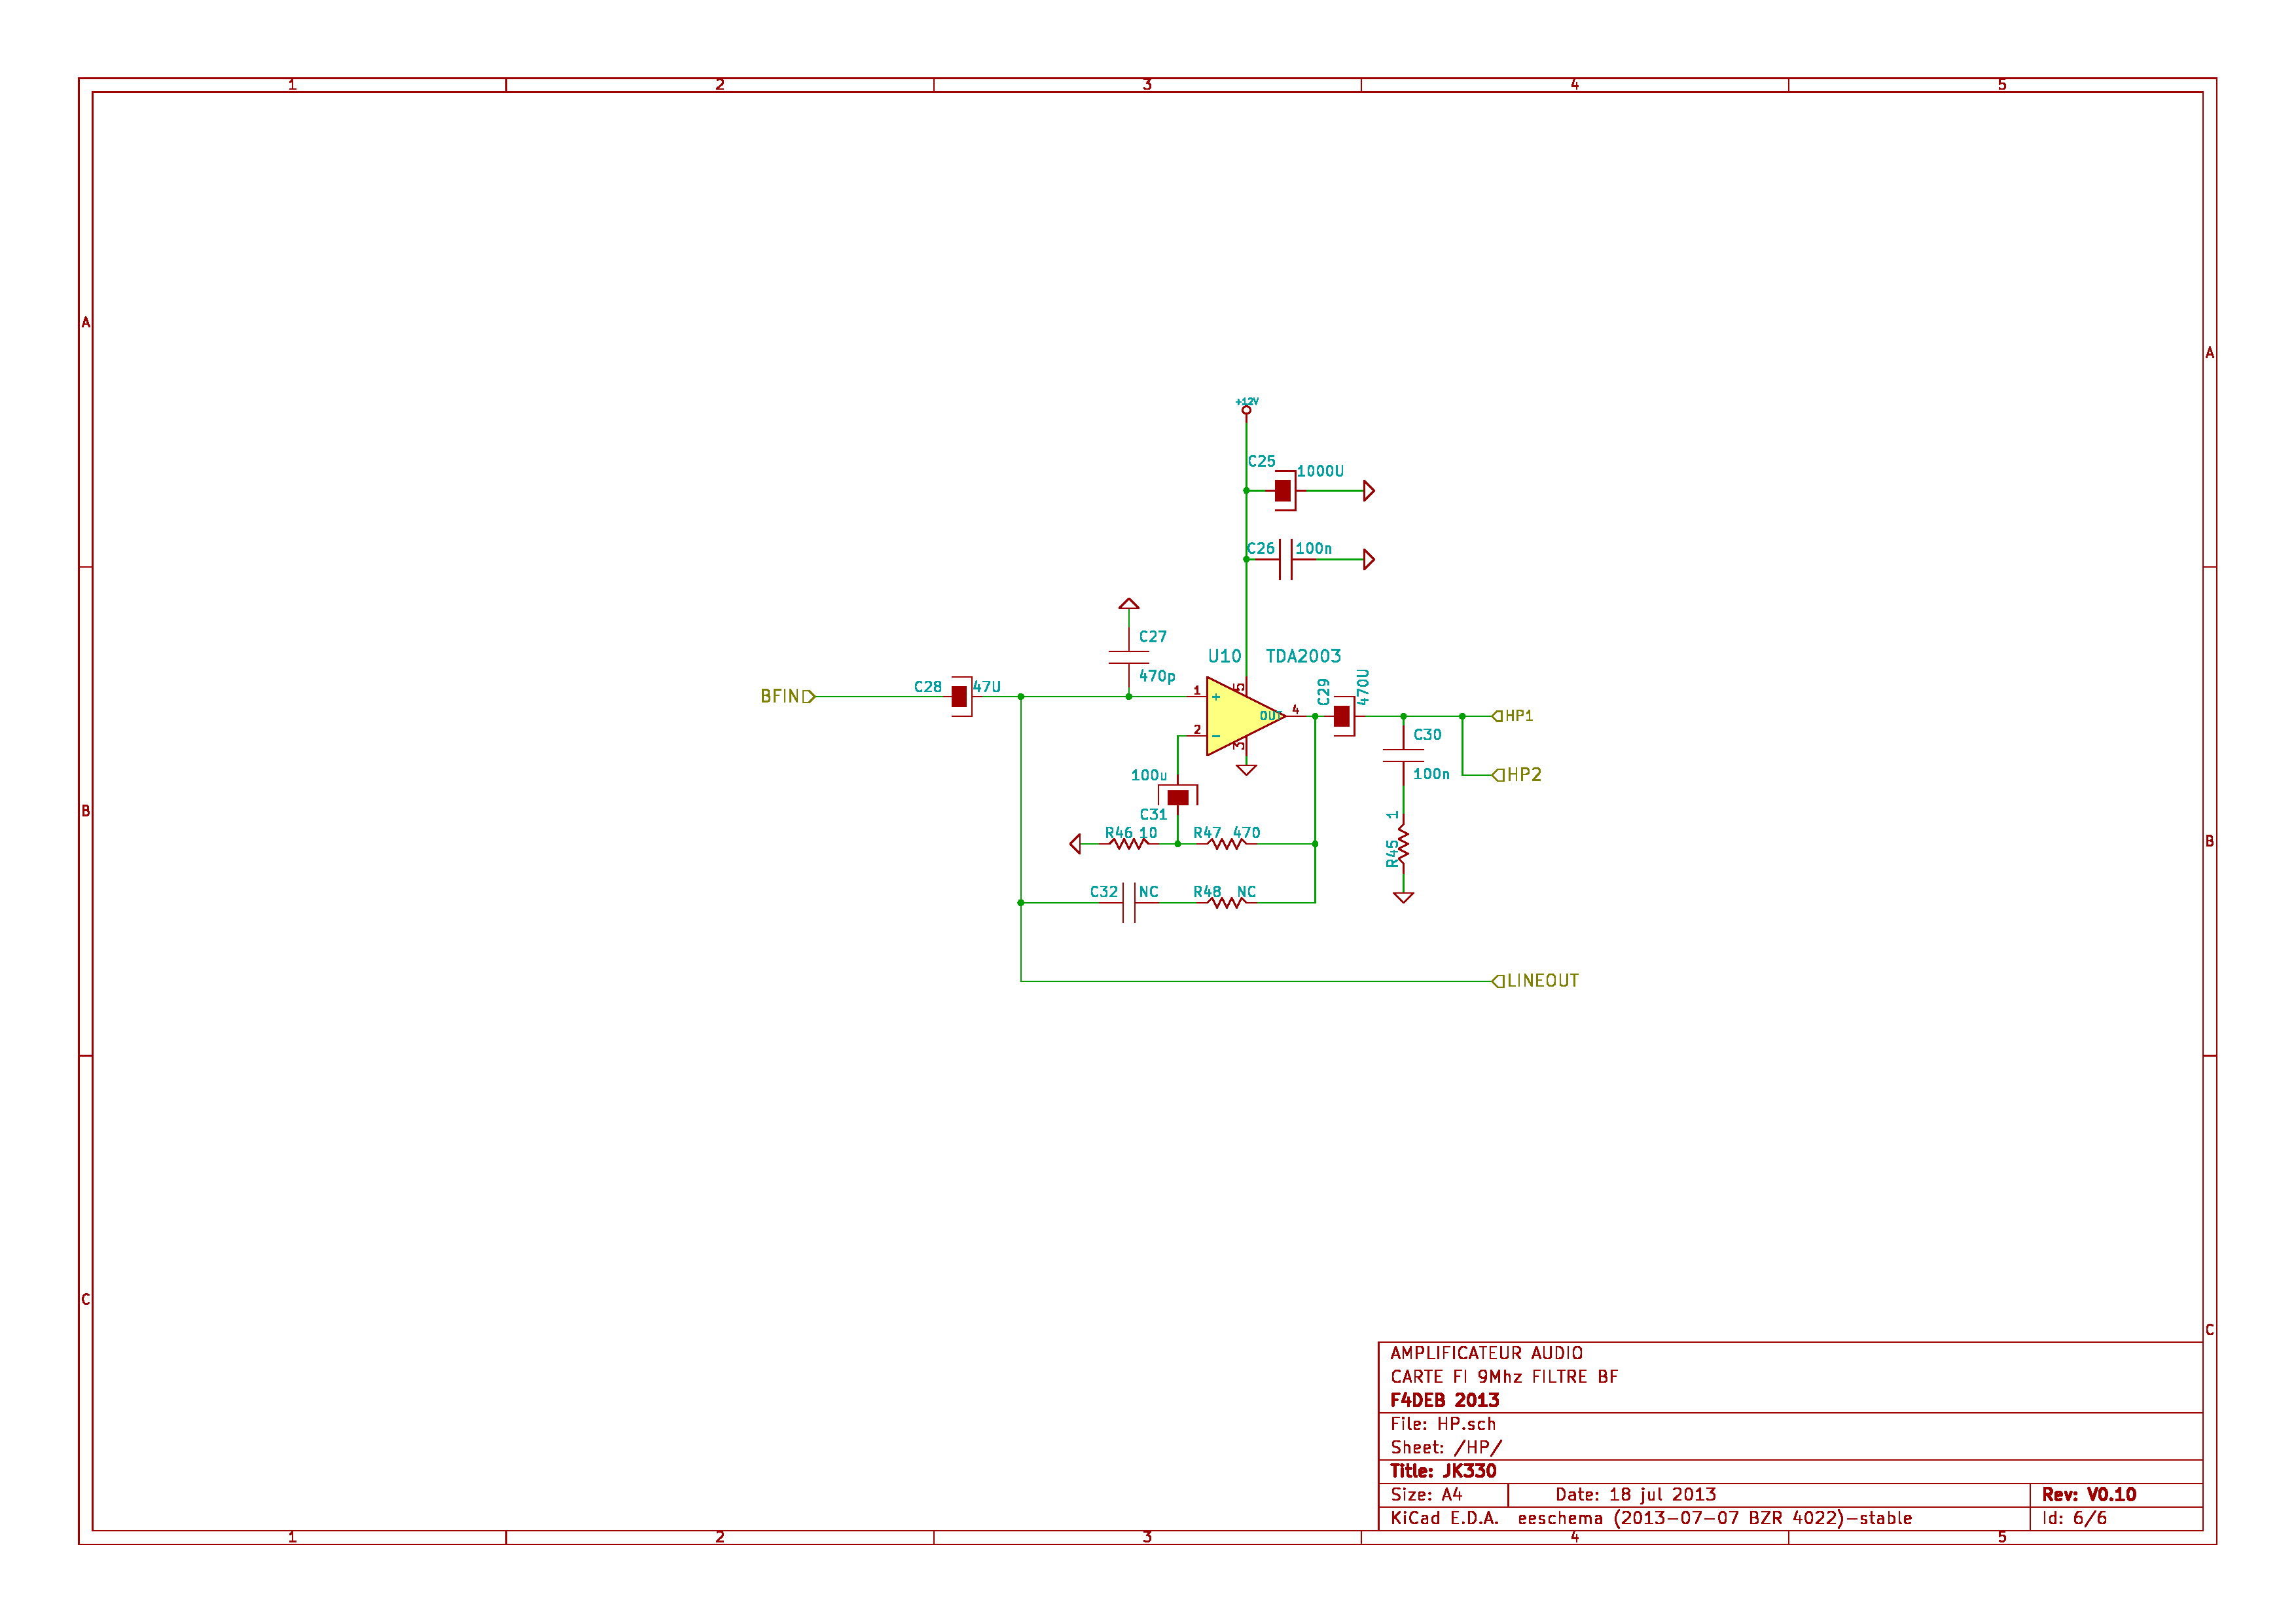 1 2 3 4 5
A
A
+12V
C25
1000U
C26 100n
C27
470p
U10 TDA2003
BFIN
C28 47U
1 +
5
OUT
4
2 -
3
C29
470U
HP1
C30
100n
HP2
100u
C31
R46 10
R47 470
1
R45
B
B
C32 NC
R48 NC
LINEOUT
C
C
AMPLIFICATEUR AUDIO
CARTE FI 9Mhz FILTRE BF
F4DEB 2013
File: HP.sch
Sheet: /HP/
Title: JK330
Size: A4 Date: 18 jul 2013 Rev: V0.10
KiCad E.D.A. eeschema (2013-07-07 BZR 4022)-stable Id: 6/6
1 2 3 4 5